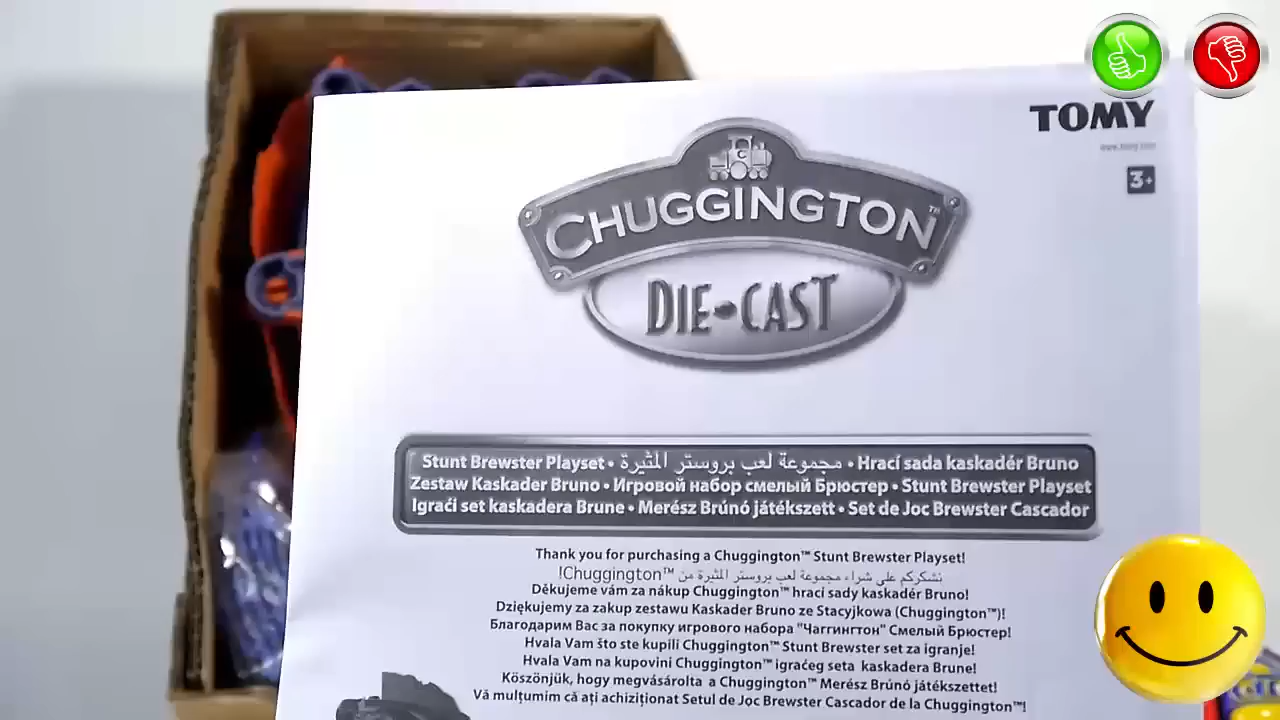 TOMY
www.tomy.com
3+
CHUGGINGTON™
DIE-CAST
Stunt Brewster Playset • مجموعة لعب بروستر المثيرة • Hrací sada kaskadér Bruno
Zestaw Kaskader Bruno • Игровой набор смелый Брюстер • Stunt Brewster Playset
Igrači set kaskadera Brune • Merész Brúnó játékszett • Set de Joc Brewster Cascador
Thank you for purchasing a Chuggington™ Stunt Brewster Playset!
نشكركم على شراء مجموعة لعب بروستر المثيرة من Chuggington™!
Děkujeme vám za nákup Chuggington™ hrací sady kaskadér Bruno!
Dziękujemy za zakup zestawu Kaskader Bruno ze Stacyjkowa (Chuggington™)!
Благодарим Вас за покупку игрового набора "Чаггингтон" Смелый Брюстер!
Hvala Vam što ste kupili Chuggington™ Stunt Brewster set za igranje!
Hvala Vam na kupovini Chuggington™ igračeg seta kaskadera Brune!
Köszönjük, hogy megvásárolta a Chuggington™ Merész Brúnó játékszettet!
Vă mulțumim că ați achiziționat Setul de Joc Brewster Cascador de la Chuggington™!